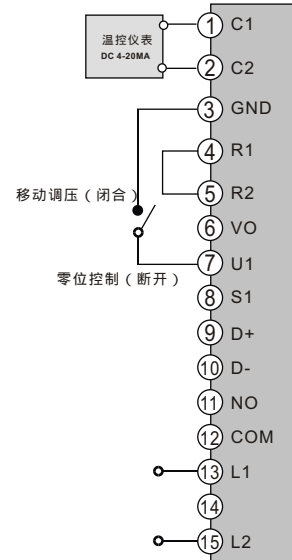 温控仪表
DC 4-20MA
1 C1
2 C2
3 GND
4 R1
移动调压（闭合）
5 R2
6 VO
7 U1
零位控制（断开）
8 S1
9 D+
10 D-
11 NO
12 COM
13 L1
14
15 L2